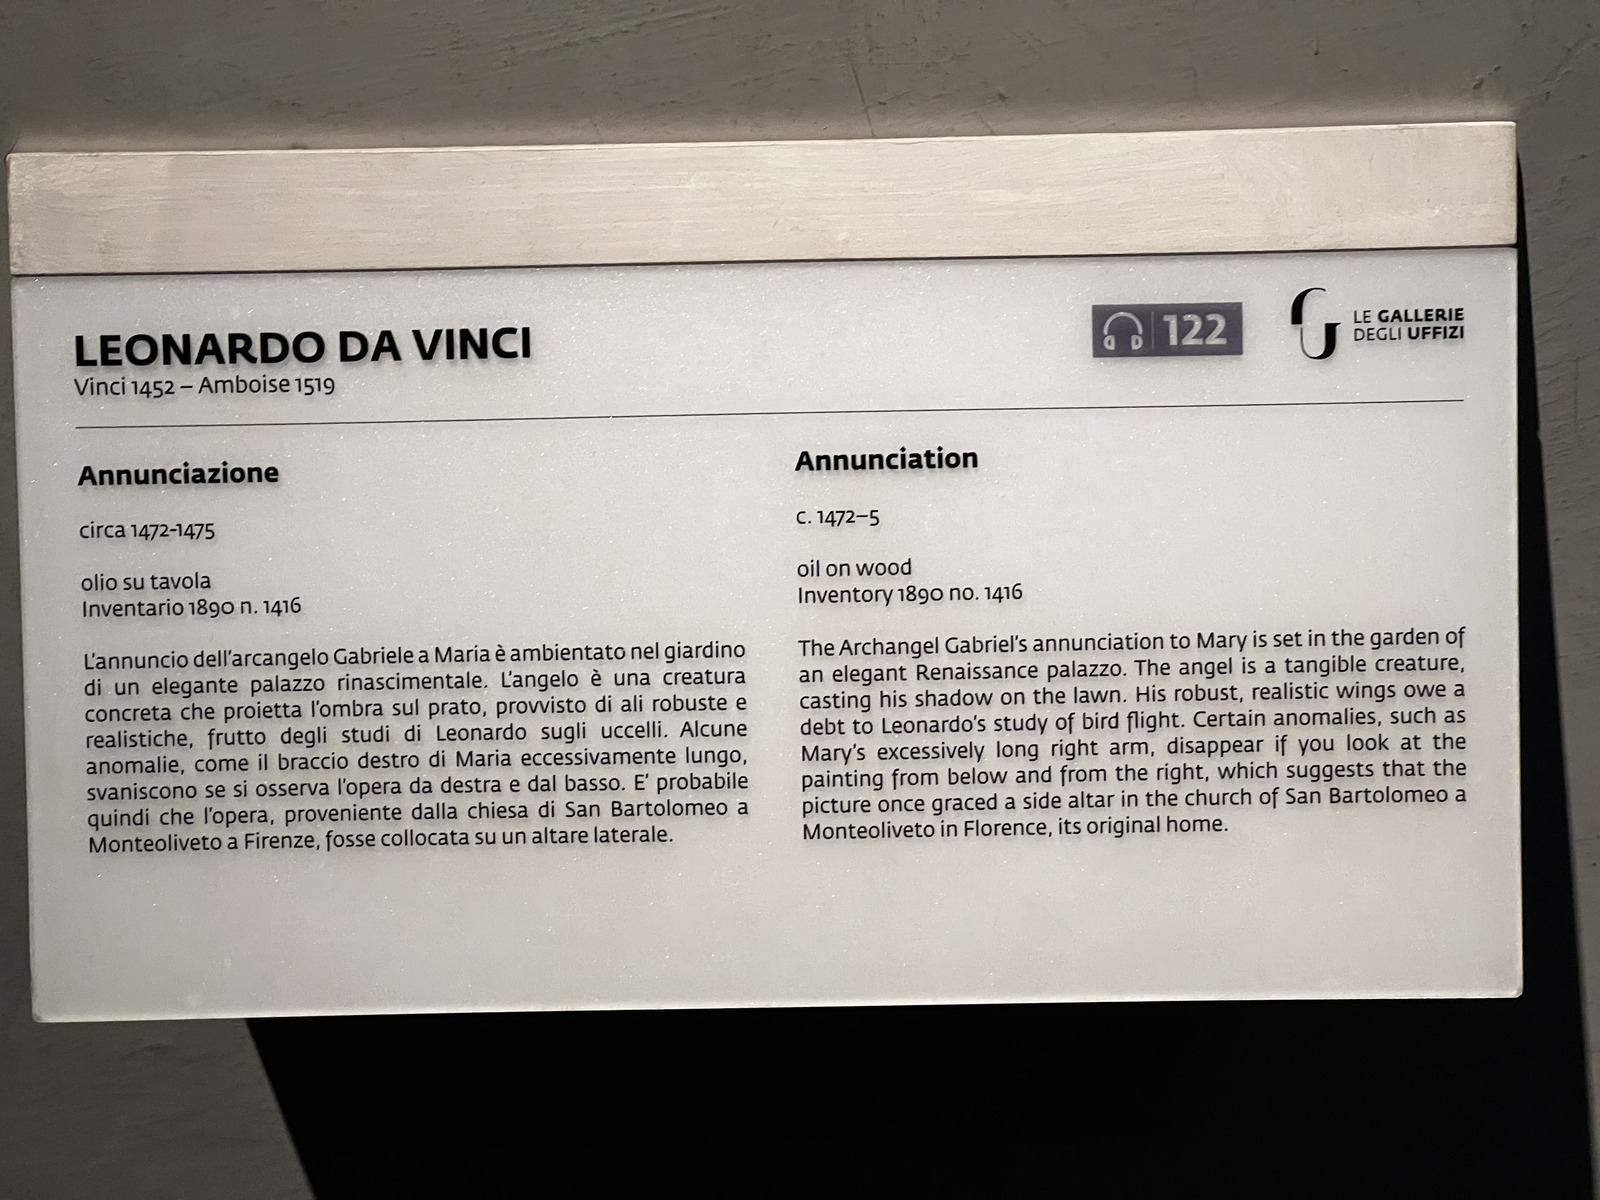 LEONARDO DA VINCI
Vinci 1452 – Amboise 1519
122
LE GALLERIE
DEGLI UFFIZI
Annunciazione
circa 1472-1475
olio su tavola
Inventario 1890 n. 1416
L'annuncio dell'arcangelo Gabriele a Maria è ambientato nel giardino
di un elegante palazzo rinascimentale. L'angelo è una creatura
concreta che proietta l'ombra sul prato, provvisto di ali robuste e
realistiche, frutto degli studi di Leonardo sugli uccelli. Alcune
anomalie, come il braccio destro di Maria eccessivamente lungo,
svaniscono se si osserva l'opera da destra e dal basso. E' probabile
quindi che l'opera, proveniente dalla chiesa di San Bartolomeo a
Monteoliveto a Firenze, fosse collocata su un altare laterale.
Annunciation
c. 1472–5
oil on wood
Inventory 1890 no. 1416
The Archangel Gabriel's annunciation to Mary is set in the garden of
an elegant Renaissance palazzo. The angel is a tangible creature,
casting his shadow on the lawn. His robust, realistic wings owe a
debt to Leonardo's study of bird flight. Certain anomalies, such as
Mary's excessively long right arm, disappear if you look at the
painting from below and from the right, which suggests that the
picture once graced a side altar in the church of San Bartolomeo a
Monteoliveto in Florence, its original home.